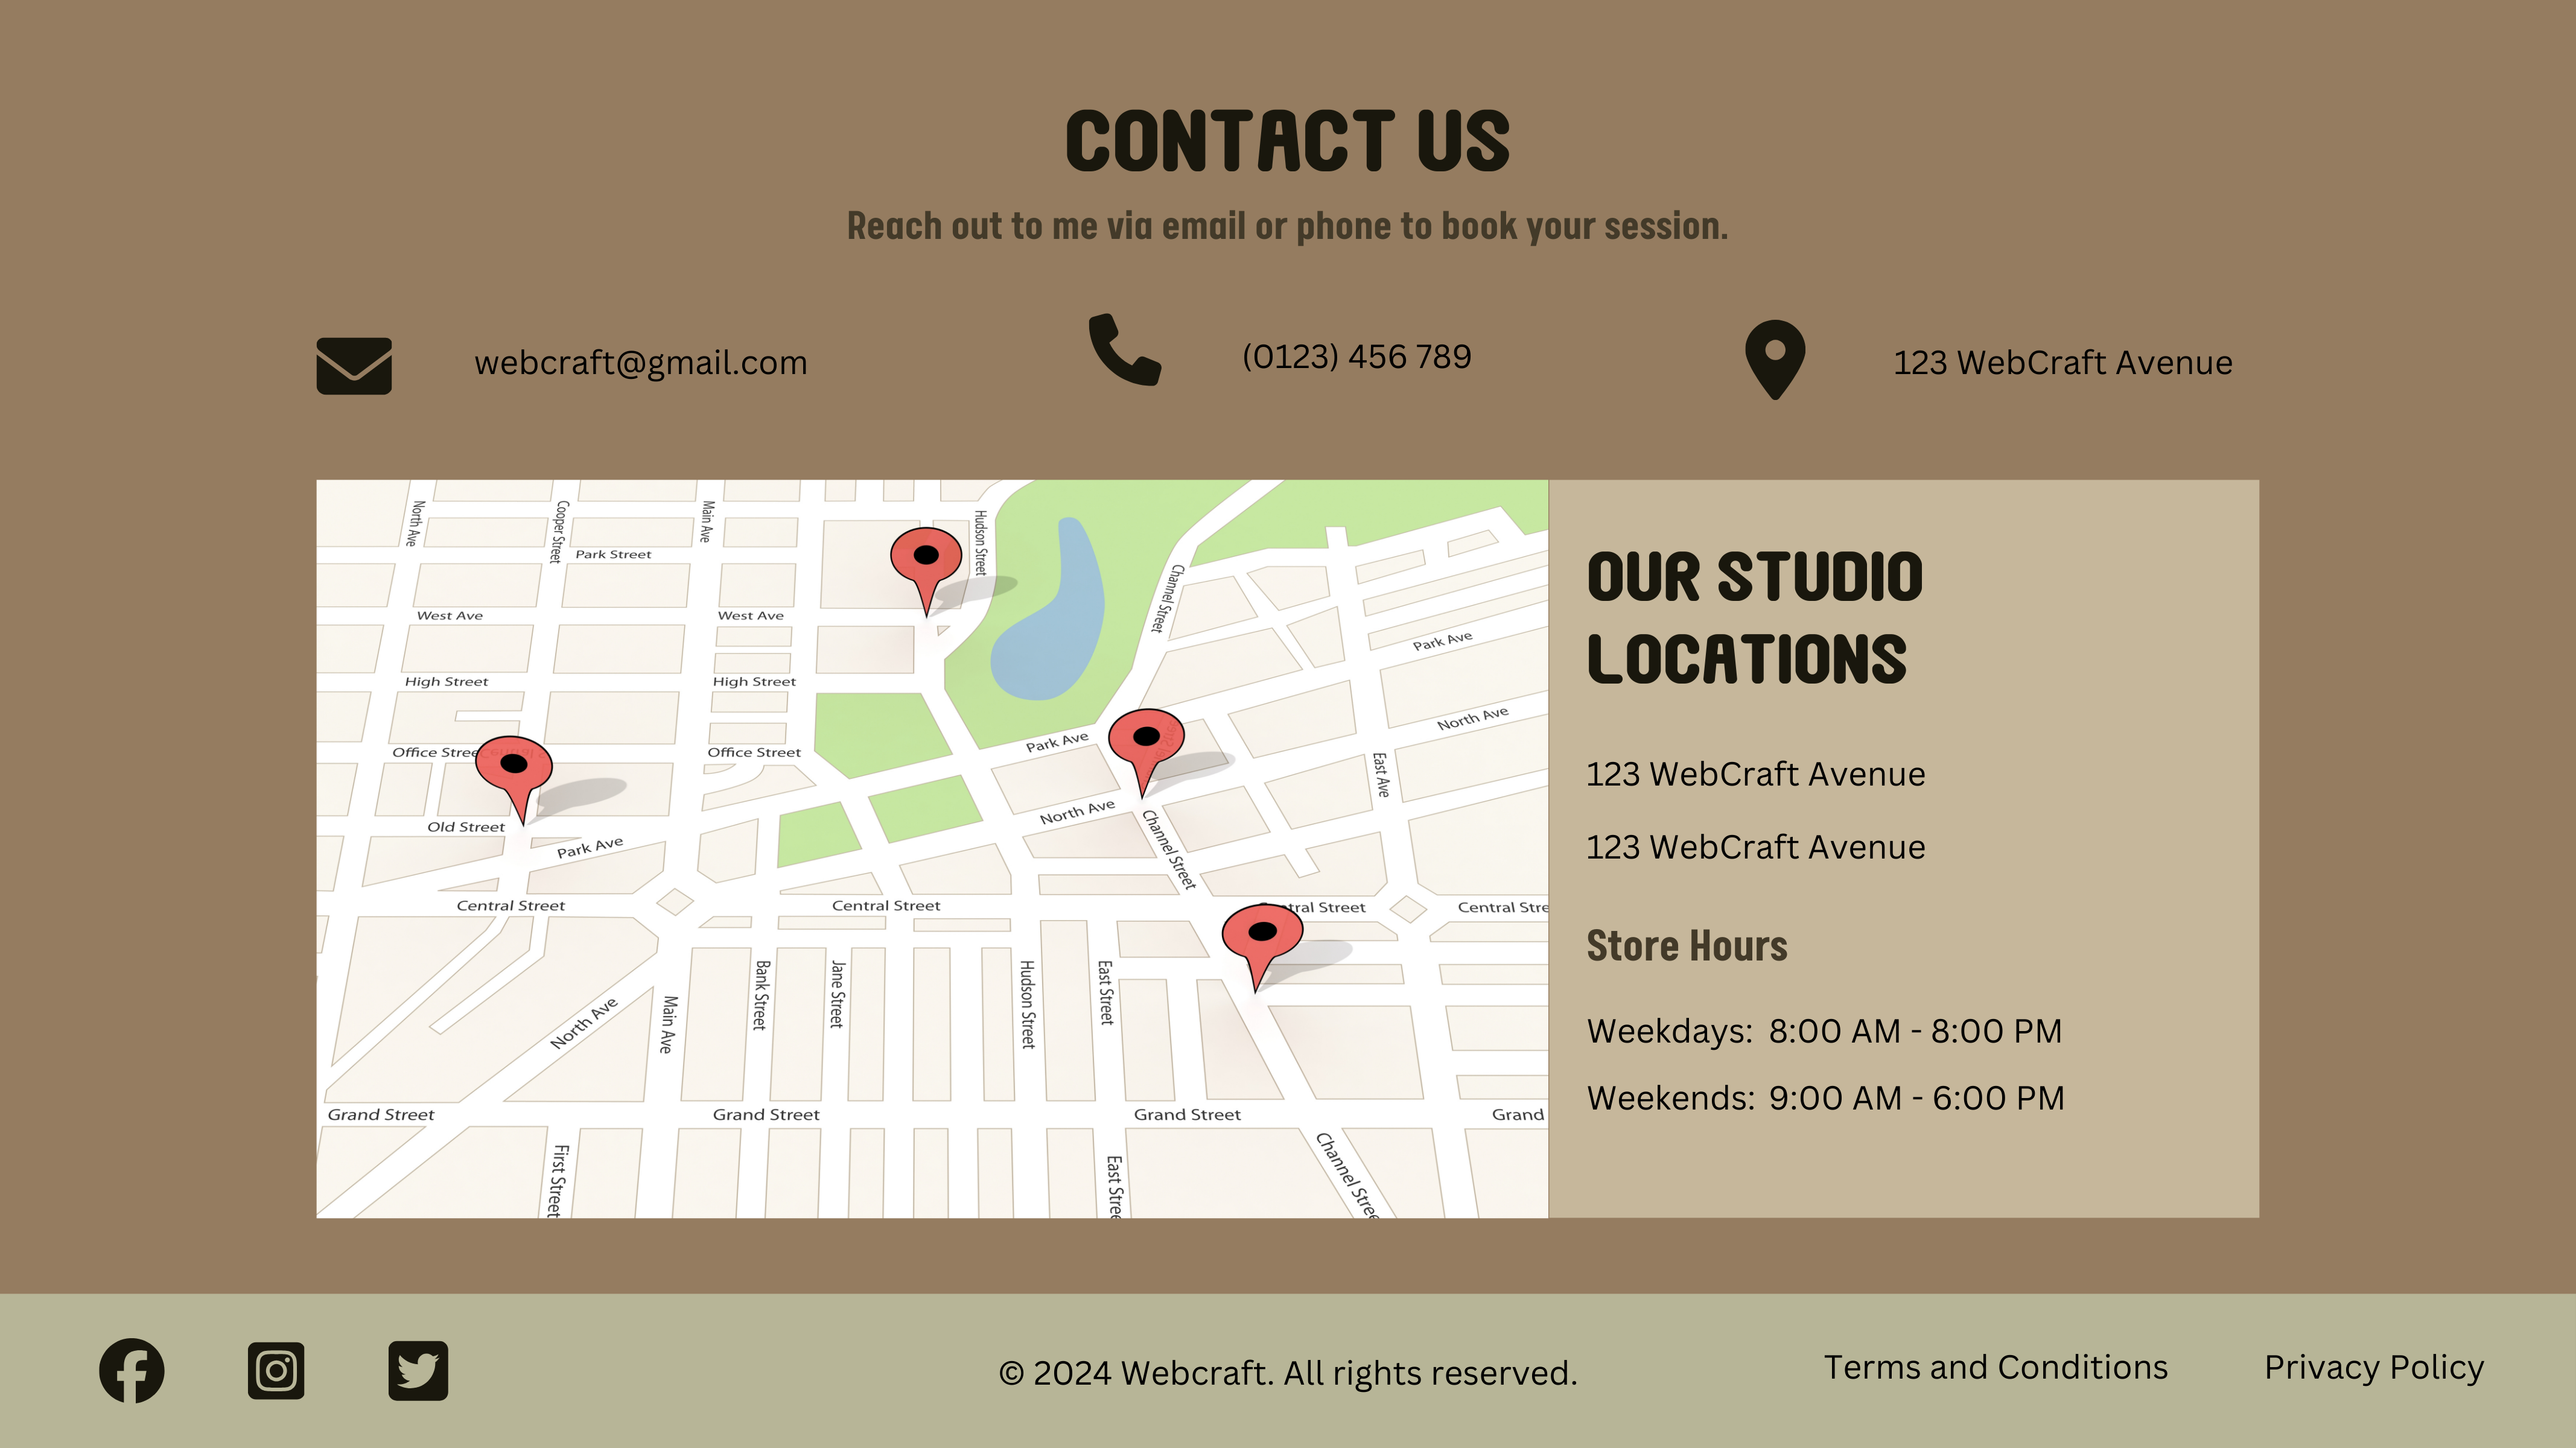 CONTACT US
Reach out to me via email or phone to book your session.
webcraft@gmail.com
(0123) 456 789
123 WebCraft Avenue
North Ave
Cooper Street
Main Ave
Hudson Street
Park Street
Channel Street
West Ave
West Ave
Park Ave
High Street
High Street
North Ave
Office Street
Office Street
Park Ave
East Ave
North Ave
Old Street
Park Ave
Channel Street
Central Street
Central Street
tral Street
Central Stre
Bank Street
Jane Street
Hudson Street
East Street
North Ave
Main Ave
Grand Street
Grand Street
Grand Street
Grand
First Street
East Stree
Channel Stree
OUR STUDIO
LOCATIONS
123 WebCraft Avenue
123 WebCraft Avenue
Store Hours
Weekdays: 8:00 AM - 8:00 PM
Weekends: 9:00 AM - 6:00 PM
© 2024 Webcraft. All rights reserved.
Terms and Conditions
Privacy Policy